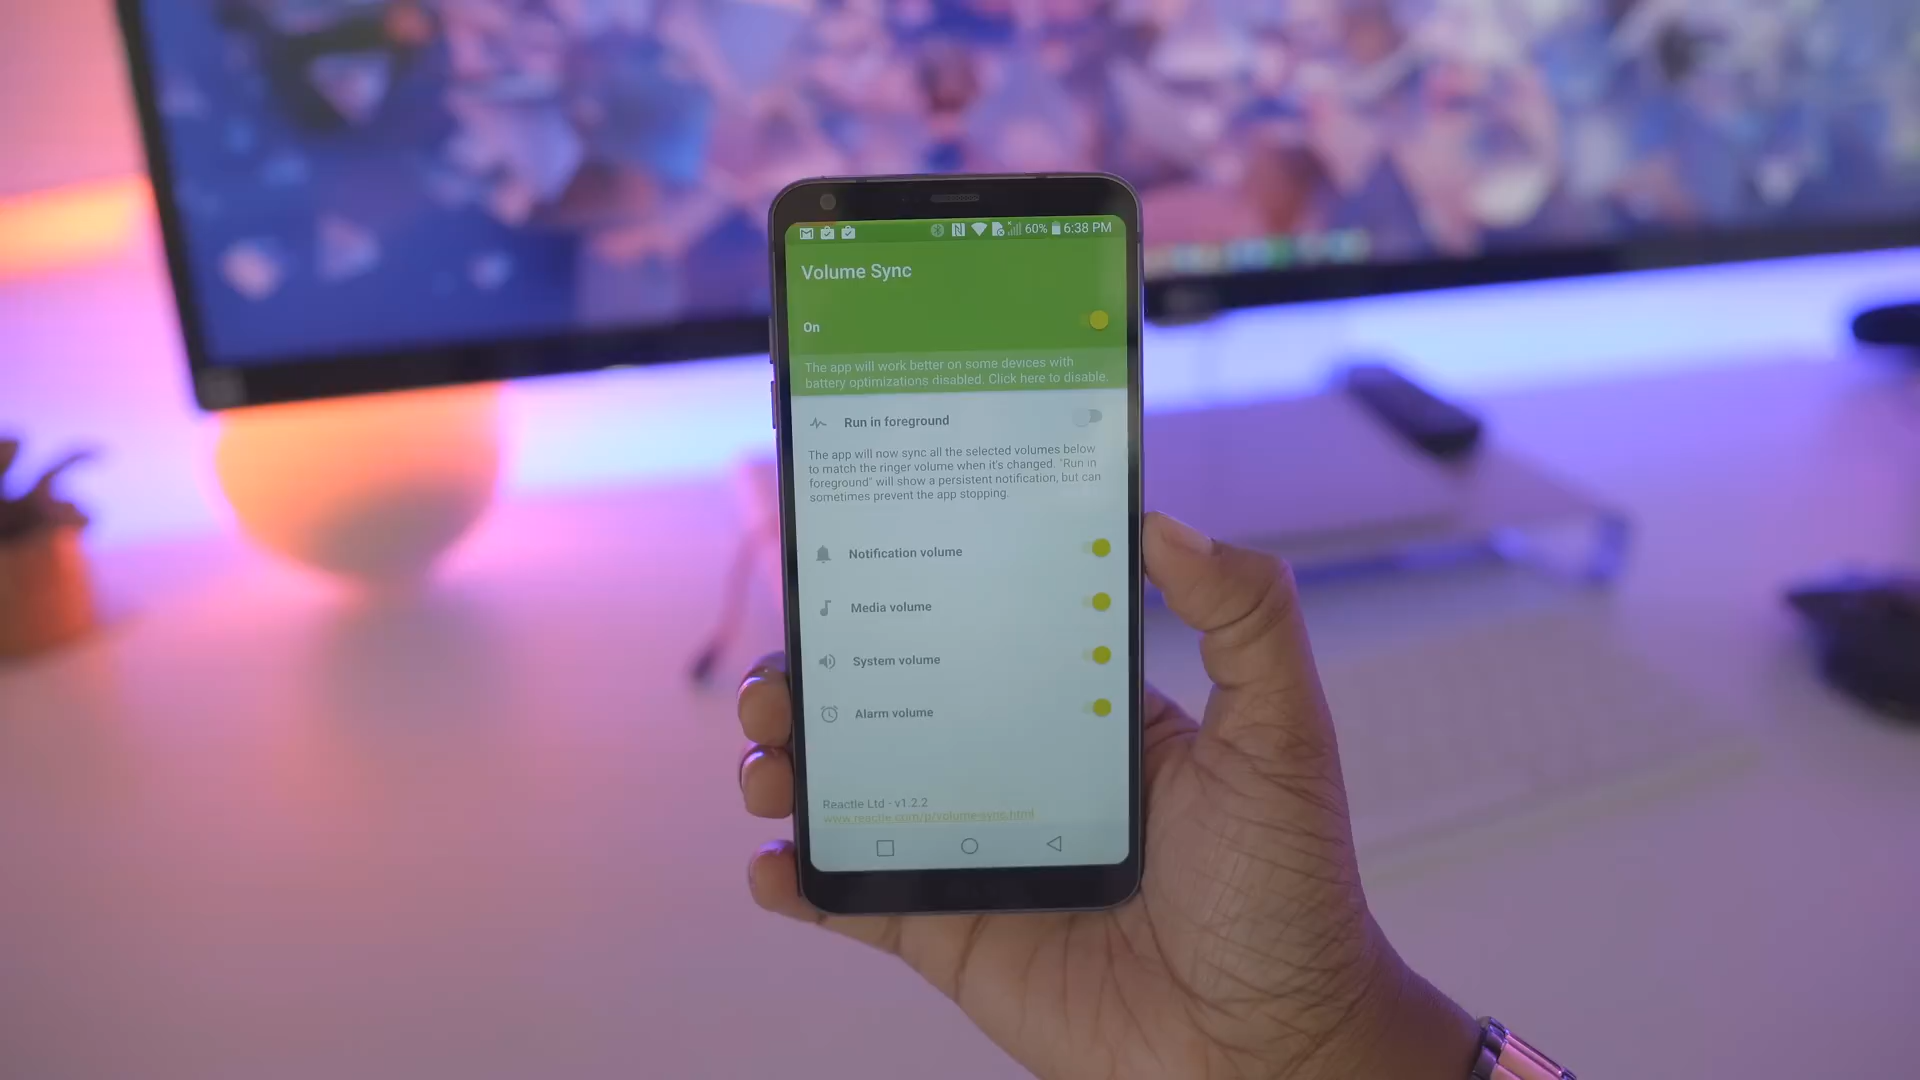 60% 6:38 PM
Volume Sync
On
The app will work better on some devices with
battery optimizations disabled. Click here to disable.
Run in foreground
The app will now sync all the selected volumes below
to match the ringer volume when it's changed. "Run in
foreground" will show a persistent notification, but can
sometimes prevent the app stopping.
Notification volume
Media volume
System volume
Alarm volume
Reactle Ltd - v1.2.2
www.reactle.com/p/volume-sync.html